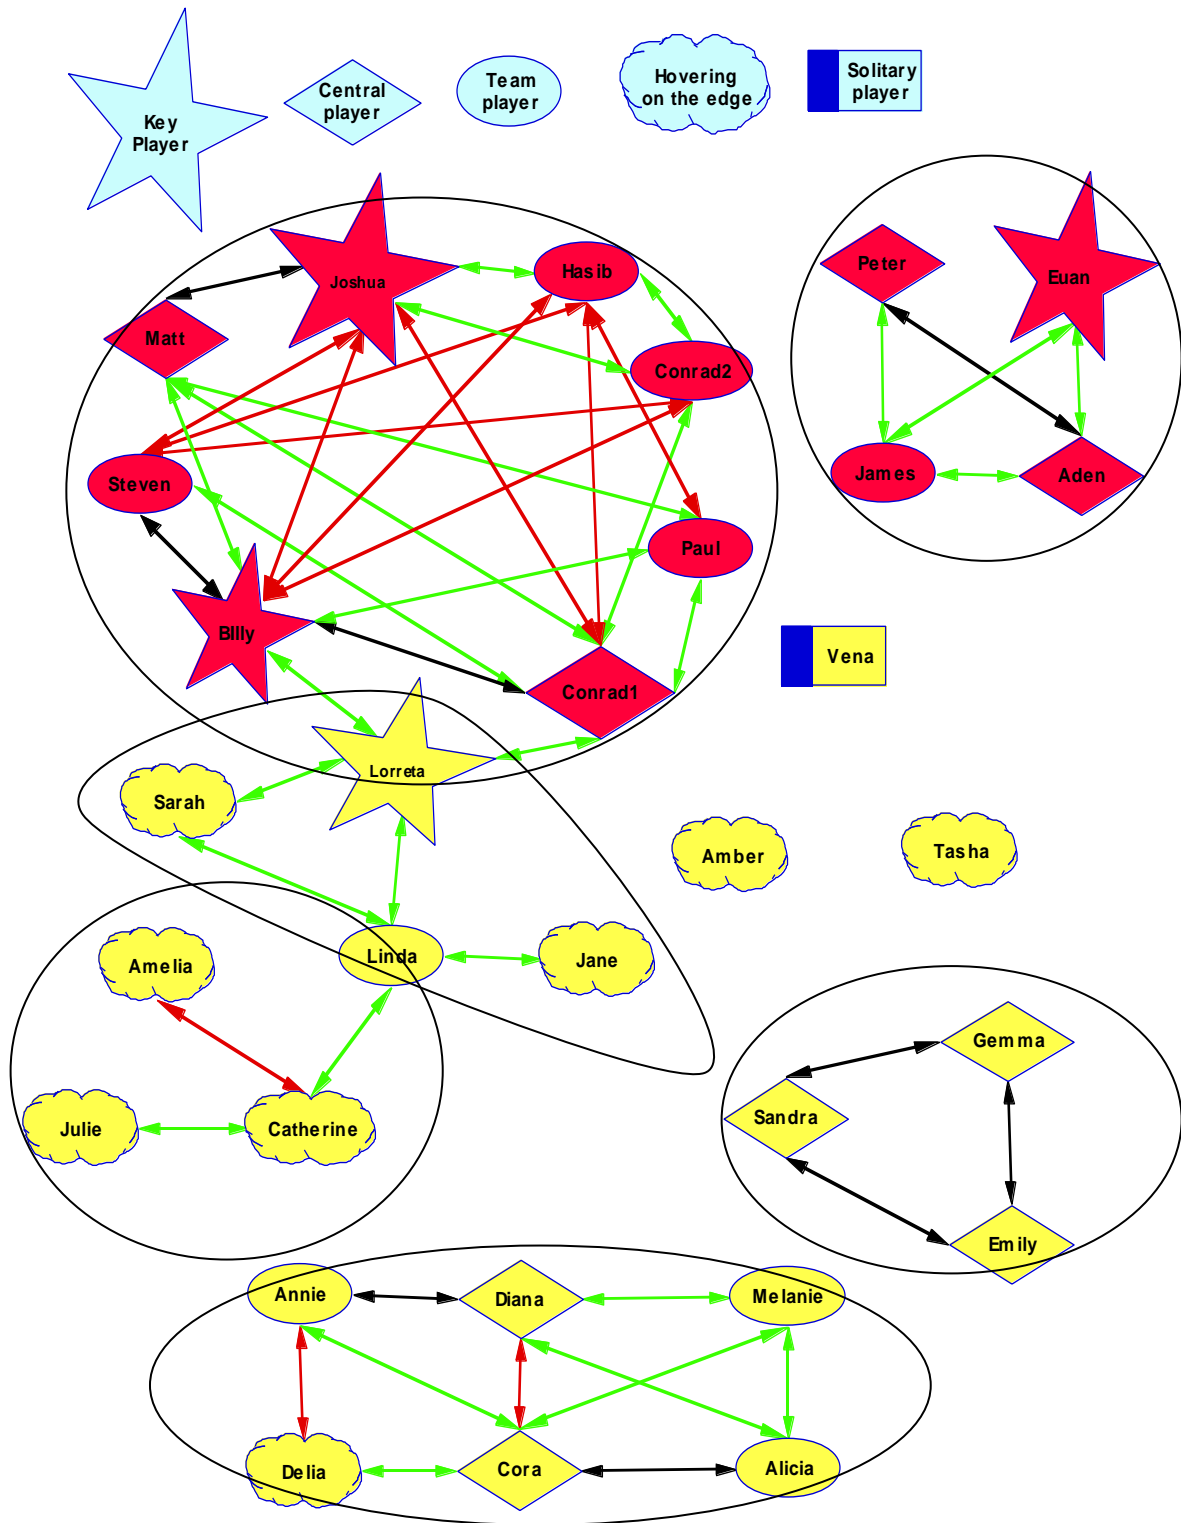 Key
Player
Central
player
Team
player
Hovering
on the edge
Solitary
player
Joshua
Hasib
Matt
Conrad2
Steven
Paul
BIlly
Conrad1
Peter
Euan
James
Aden
Vena
Lorreta
Sarah
Amber
Tasha
Linda
Jane
Amelia
Julie
Catherine
Gemma
Sandra
Emily
Annie
Diana
Melanie
Delia
Cora
Alicia